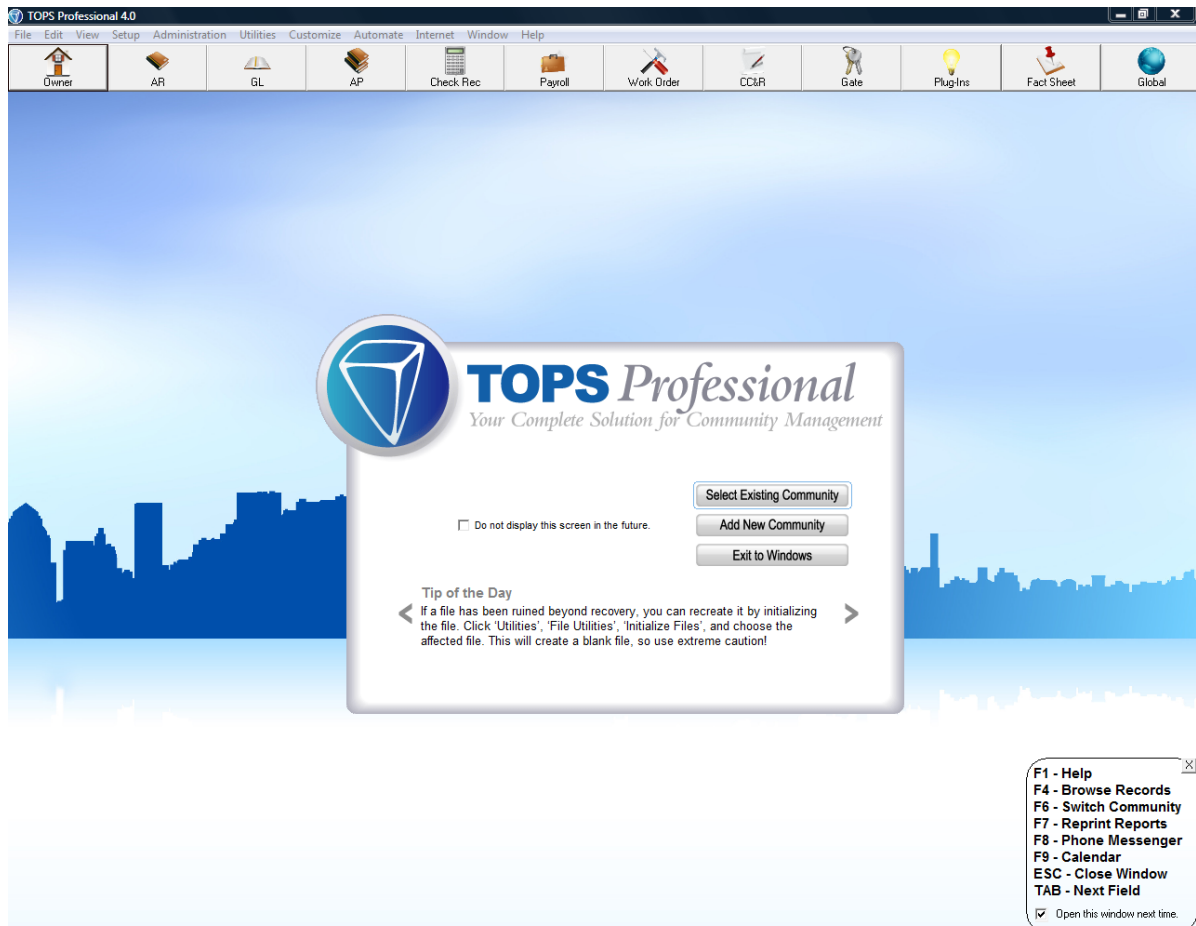 TOPS Professional 4.0
File Edit View Setup Administration Utilities Customize Automate Internet Window Help
Owner AR GL AP Check Rec Payroll Work Order CC&R Gate Plug-Ins Fact Sheet Global
TOPS Professional
Your Complete Solution for Community Management
Select Existing Community
Do not display this screen in the future.
Add New Community
Exit to Windows
Tip of the Day
If a file has been ruined beyond recovery, you can recreate it by initializing
the file. Click 'Utilities', 'File Utilities', 'Initialize Files', and choose the
affected file. This will create a blank file, so use extreme caution!
F1 - Help
F4 - Browse Records
F6 - Switch Community
F7 - Reprint Reports
F8 - Phone Messenger
F9 - Calendar
ESC - Close Window
TAB - Next Field
Open this window next time.